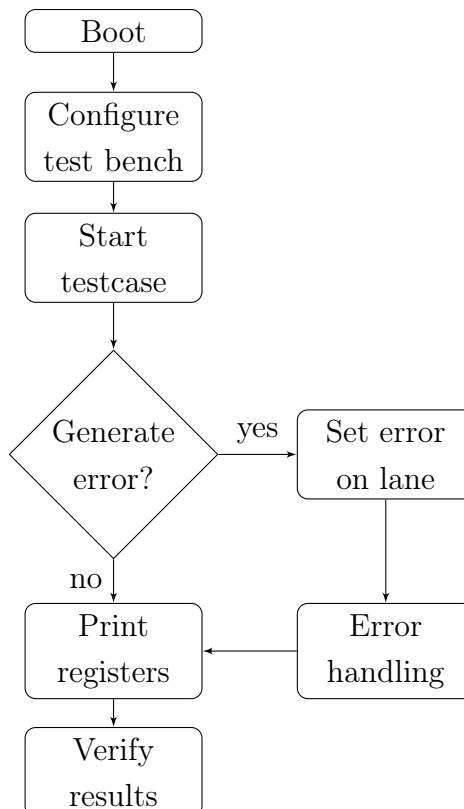 Boot
Configure
test bench
Start
testcase
Generate
error?
yes
Set error
on lane
no
Print
registers
Error
handling
Verify
results